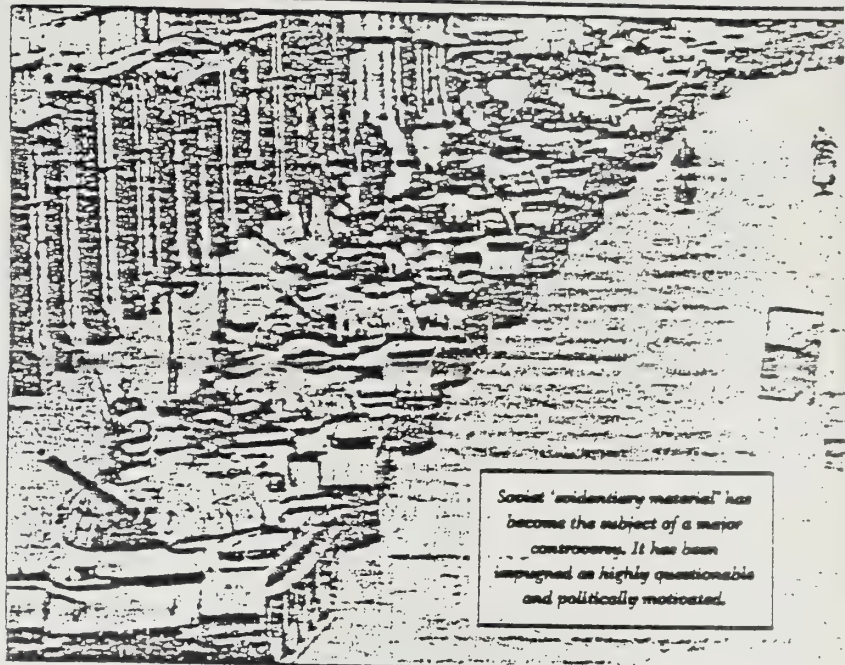 Soviet 'evidentiary material' has
become the subject of a major
controversy. It has been
impugned as highly questionable
and politically motivated.